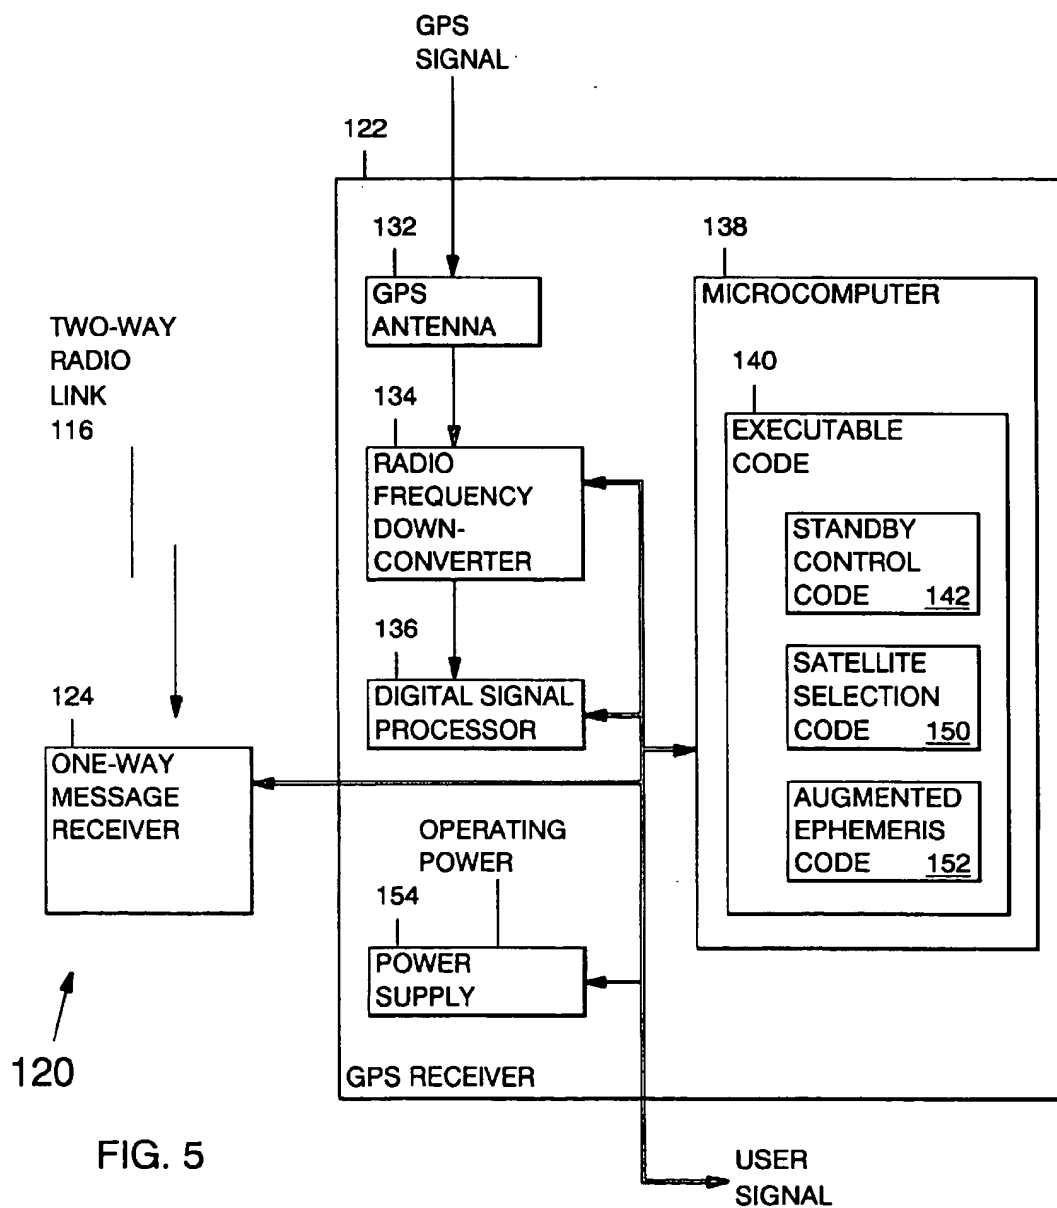 GPS
SIGNAL
122
132
138
GPS
ANTENNA
MICROCOMPUTER
TWO-WAY
RADIO
LINK
116
134
140
RADIO
FREQUENCY
DOWN-
CONVERTER
EXECUTABLE
CODE
STANDBY
CONTROL
CODE 142
136
DIGITAL SIGNAL
PROCESSOR
SATELLITE
SELECTION
CODE 150
124
ONE-WAY
MESSAGE
RECEIVER
AUGMENTED
EPHEMERIS
CODE 152
OPERATING
POWER
154
POWER
SUPPLY
120
GPS RECEIVER
FIG. 5
USER
SIGNAL